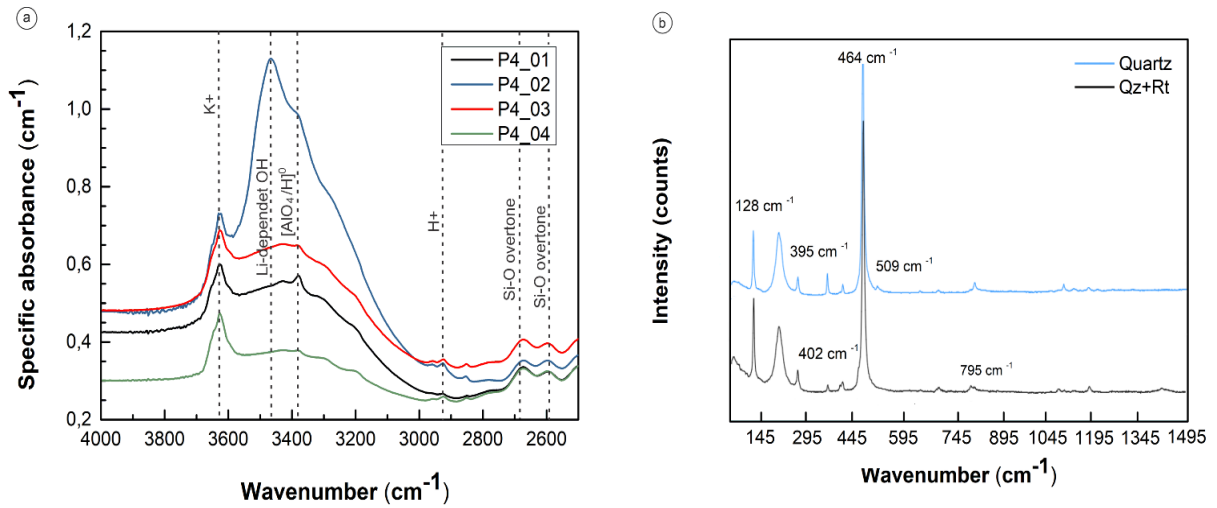 a
Specific absorbance (cm-1)
1,2
1,0
0,8
0,6
0,4
0,2
K+
Li-dependet OH
[AlO4/H]0
H+
Si-O overtone
Si-O overtone
P4_01
P4_02
P4_03
P4_04
4000 3800 3600 3400 3200 3000 2800 2600
Wavenumber (cm-1)
b
Intensity (counts)
464 cm -1
Quartz
Qz+Rt
128 cm -1
395 cm -1
509 cm -1
402 cm -1
795 cm -1
145 295 445 595 745 895 1045 1195 1345 1495
Wavenumber (cm-1)